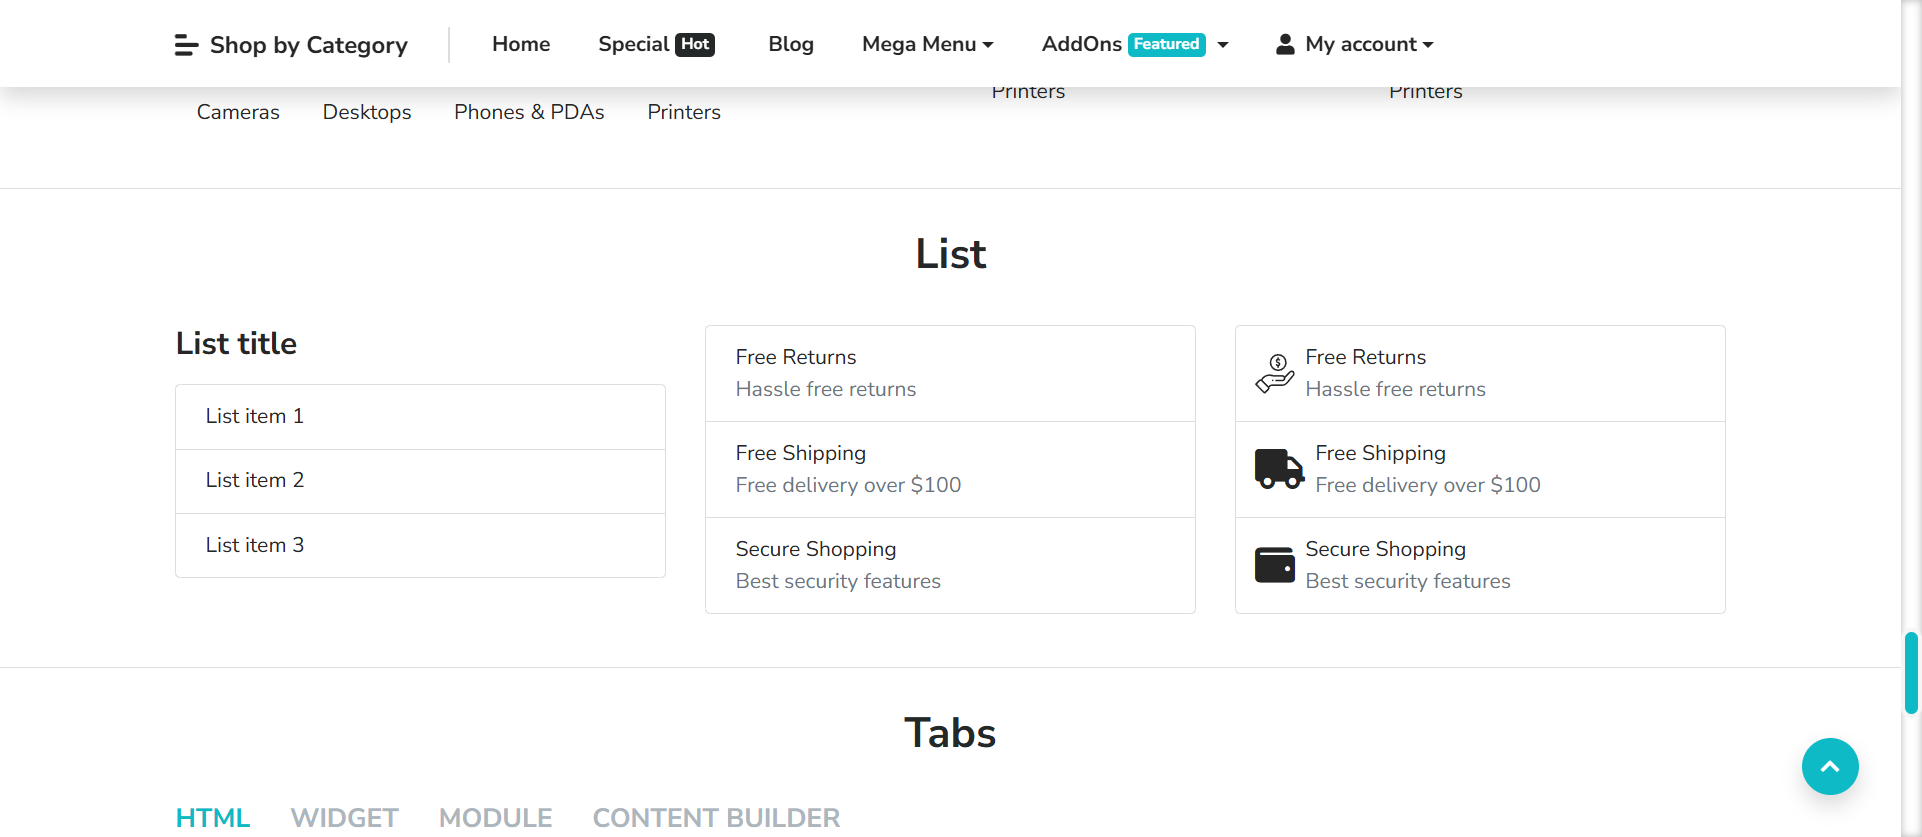 Shop by Category Home Special Hot Blog Mega Menu AddOns Featured My account
Printers Printers
Cameras Desktops Phones & PDAs Printers
List
List title
List item 1
List item 2
List item 3
Free Returns
Hassle free returns
Free Shipping
Free delivery over $100
Secure Shopping
Best security features
Free Returns
Hassle free returns
Free Shipping
Free delivery over $100
Secure Shopping
Best security features
Tabs
HTML WIDGET MODULE CONTENT BUILDER